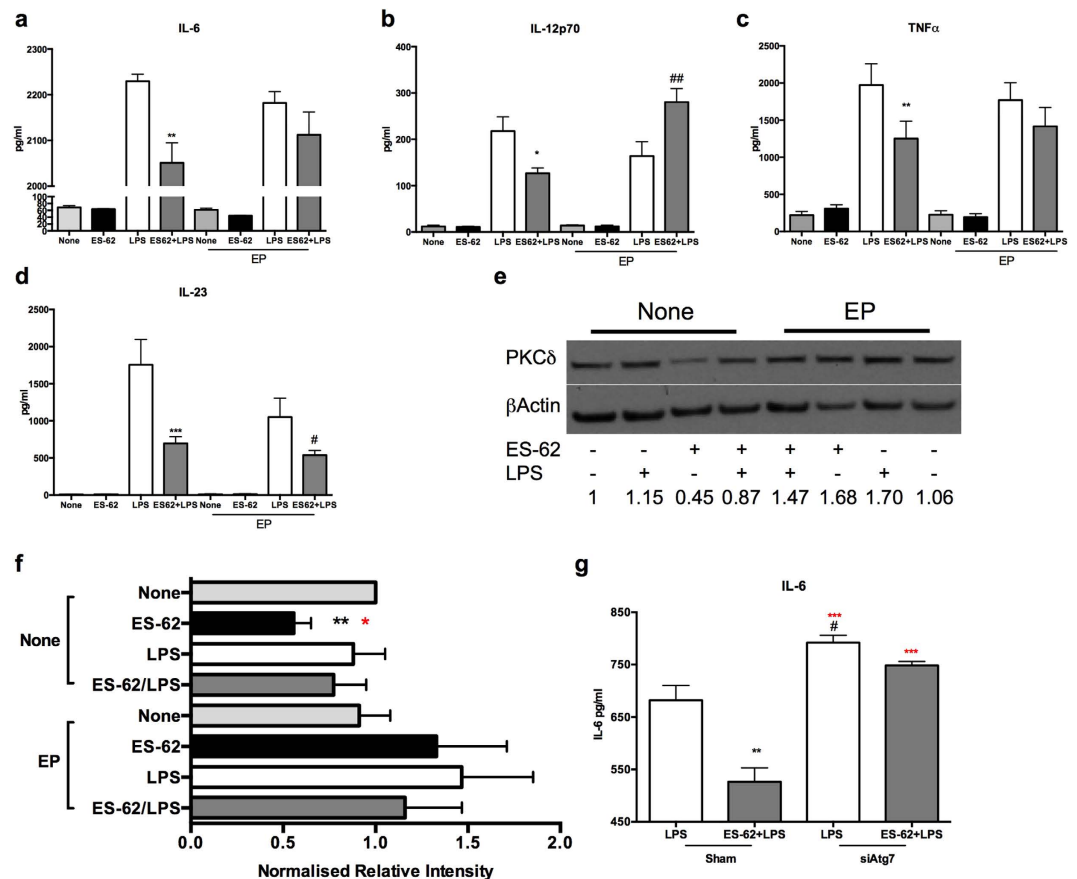 a
IL-6
2300
2200
2100
2000
100
80
60
40
20
0
pg/ml
None ES-62 LPS ES62+LPS None ES-62 LPS ES62+LPS
EP
**
b
IL-12p70
400
300
200
100
0
pg/ml
None ES-62 LPS ES62+LPS None ES-62 LPS ES62+LPS
EP
*
##
c
TNFα
2500
2000
1500
1000
500
0
pg/ml
None ES-62 LPS ES62+LPS None ES-62 LPS ES62+LPS
EP
**
d
IL-23
2500
2000
1500
1000
500
0
pg/ml
None ES-62 LPS ES62+LPS None ES-62 LPS ES62+LPS
EP
***
#
e
None EP
PKCδ
βActin
ES-62 - - + + + + - -
LPS - + - + + - + -
1 1.15 0.45 0.87 1.47 1.68 1.70 1.06
f
None
None
ES-62 ** *
LPS
ES-62/LPS
EP
None
ES-62
LPS
ES-62/LPS
0.0 0.5 1.0 1.5 2.0
Normalised Relative Intensity
g
IL-6
850
750
650
550
450
IL-6 pg/ml
**
***
#
***
LPS ES-62+LPS LPS ES-62+LPS
Sham siAtg7